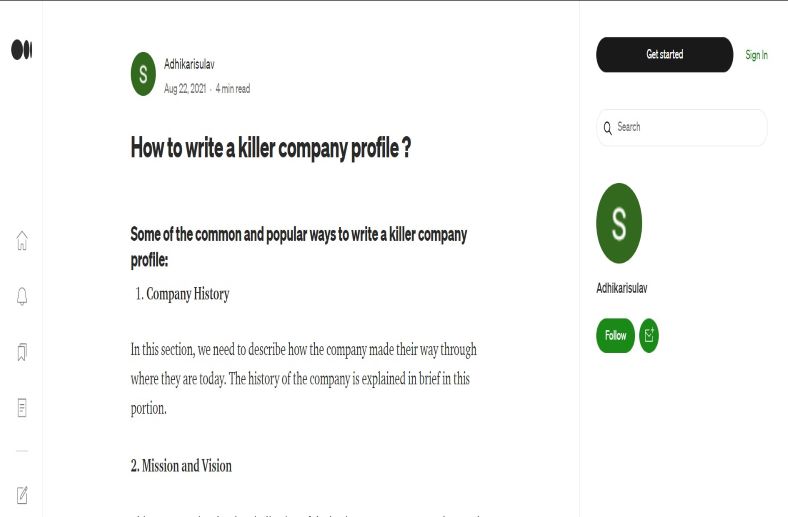 S
Adhikarisulav
Aug 22, 2021 · 4 min read
How to write a killer company profile ?
Some of the common and popular ways to write a killer company
profile:
1. Company History
In this section, we need to describe how the company made their way through
where they are today. The history of the company is explained in brief in this
portion.
2. Mission and Vision
Get started
Sign In
Search
S
Adhikarisulav
Follow